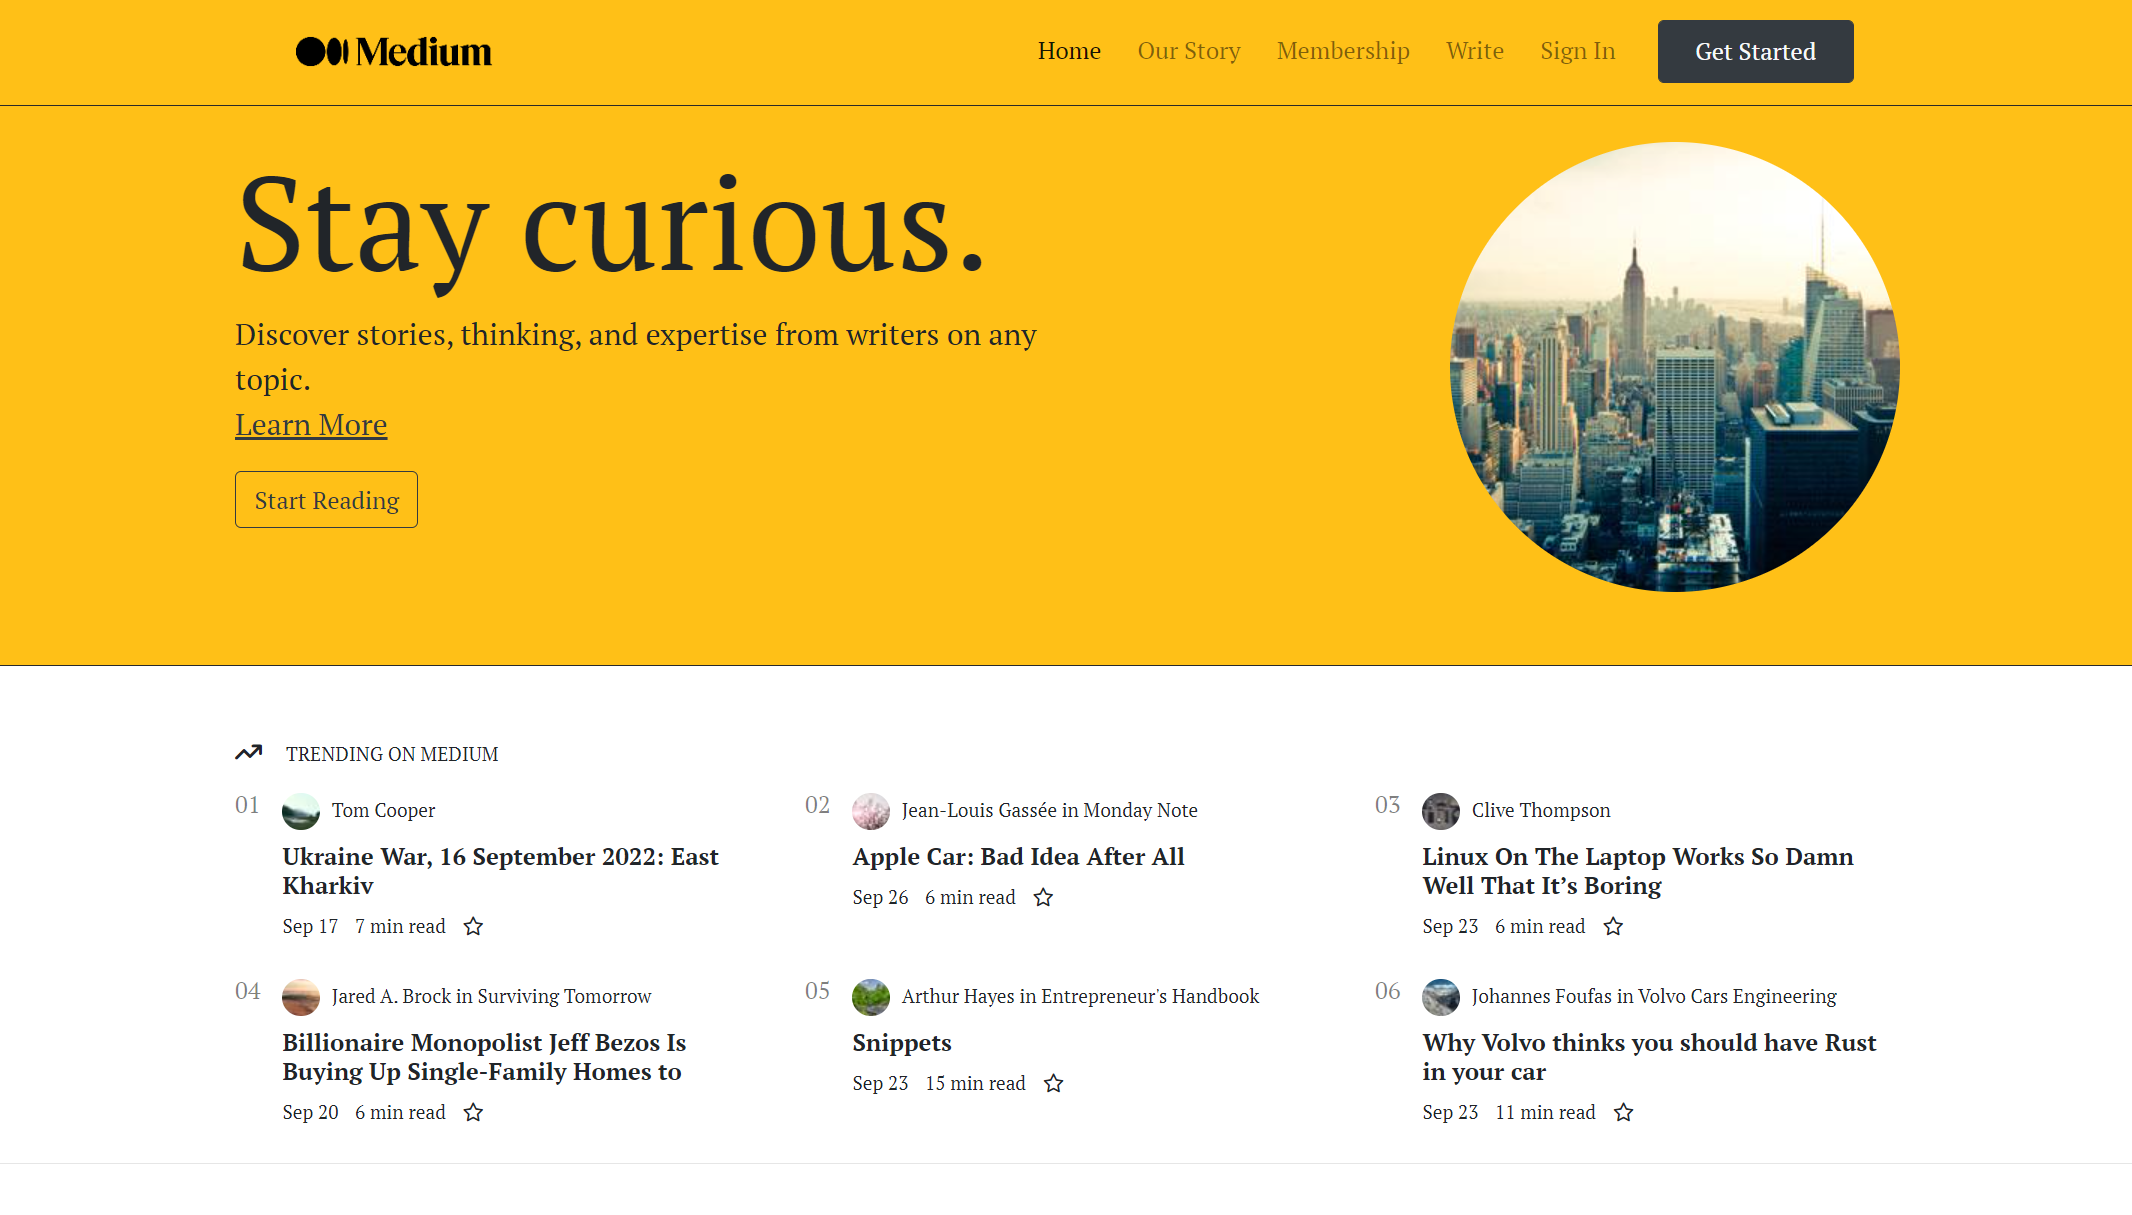 Medium
Home Our Story Membership Write Sign In Get Started
Stay curious.
Discover stories, thinking, and expertise from writers on any
topic.
Learn More
Start Reading
TRENDING ON MEDIUM
01 Tom Cooper
Ukraine War, 16 September 2022: East
Kharkiv
Sep 17 7 min read
02 Jean-Louis Gassée in Monday Note
Apple Car: Bad Idea After All
Sep 26 6 min read
03 Clive Thompson
Linux On The Laptop Works So Damn
Well That It’s Boring
Sep 23 6 min read
04 Jared A. Brock in Surviving Tomorrow
Billionaire Monopolist Jeff Bezos Is
Buying Up Single-Family Homes to
Sep 20 6 min read
05 Arthur Hayes in Entrepreneur's Handbook
Snippets
Sep 23 15 min read
06 Johannes Foufas in Volvo Cars Engineering
Why Volvo thinks you should have Rust
in your car
Sep 23 11 min read